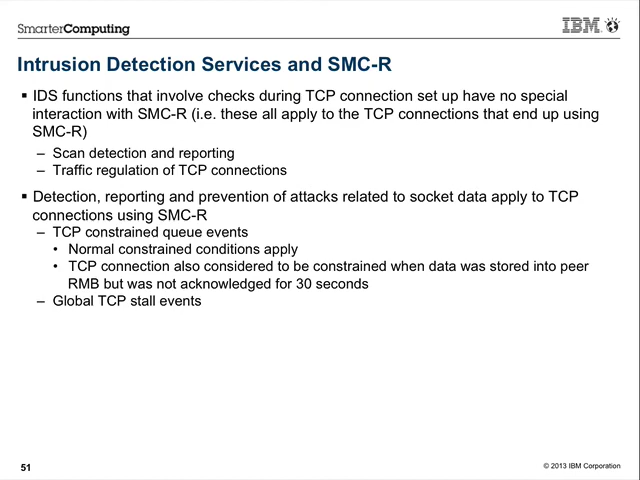 SmarterComputing
IBM
Intrusion Detection Services and SMC-R
▪ IDS functions that involve checks during TCP connection set up have no special
interaction with SMC-R (i.e. these all apply to the TCP connections that end up using
SMC-R)
– Scan detection and reporting
– Traffic regulation of TCP connections
▪ Detection, reporting and prevention of attacks related to socket data apply to TCP
connections using SMC-R
– TCP constrained queue events
• Normal constrained conditions apply
• TCP connection also considered to be constrained when data was stored into peer
RMB but was not acknowledged for 30 seconds
– Global TCP stall events
51
© 2013 IBM Corporation